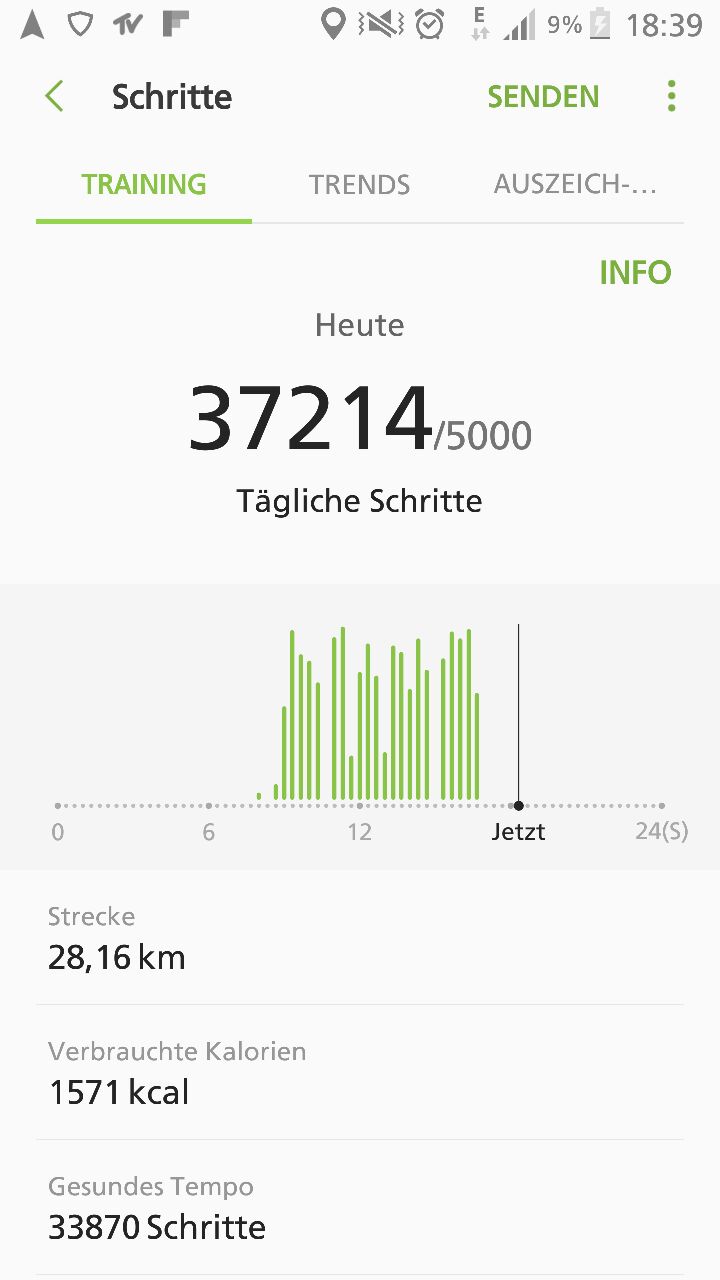 E 9% 18:39
Schritte SENDEN
TRAINING TRENDS AUSZEICH-...
INFO
Heute
37214/5000
Tägliche Schritte
0 6 12 Jetzt 24(S)
Strecke
28,16 km
Verbrauchte Kalorien
1571 kcal
Gesundes Tempo
33870 Schritte